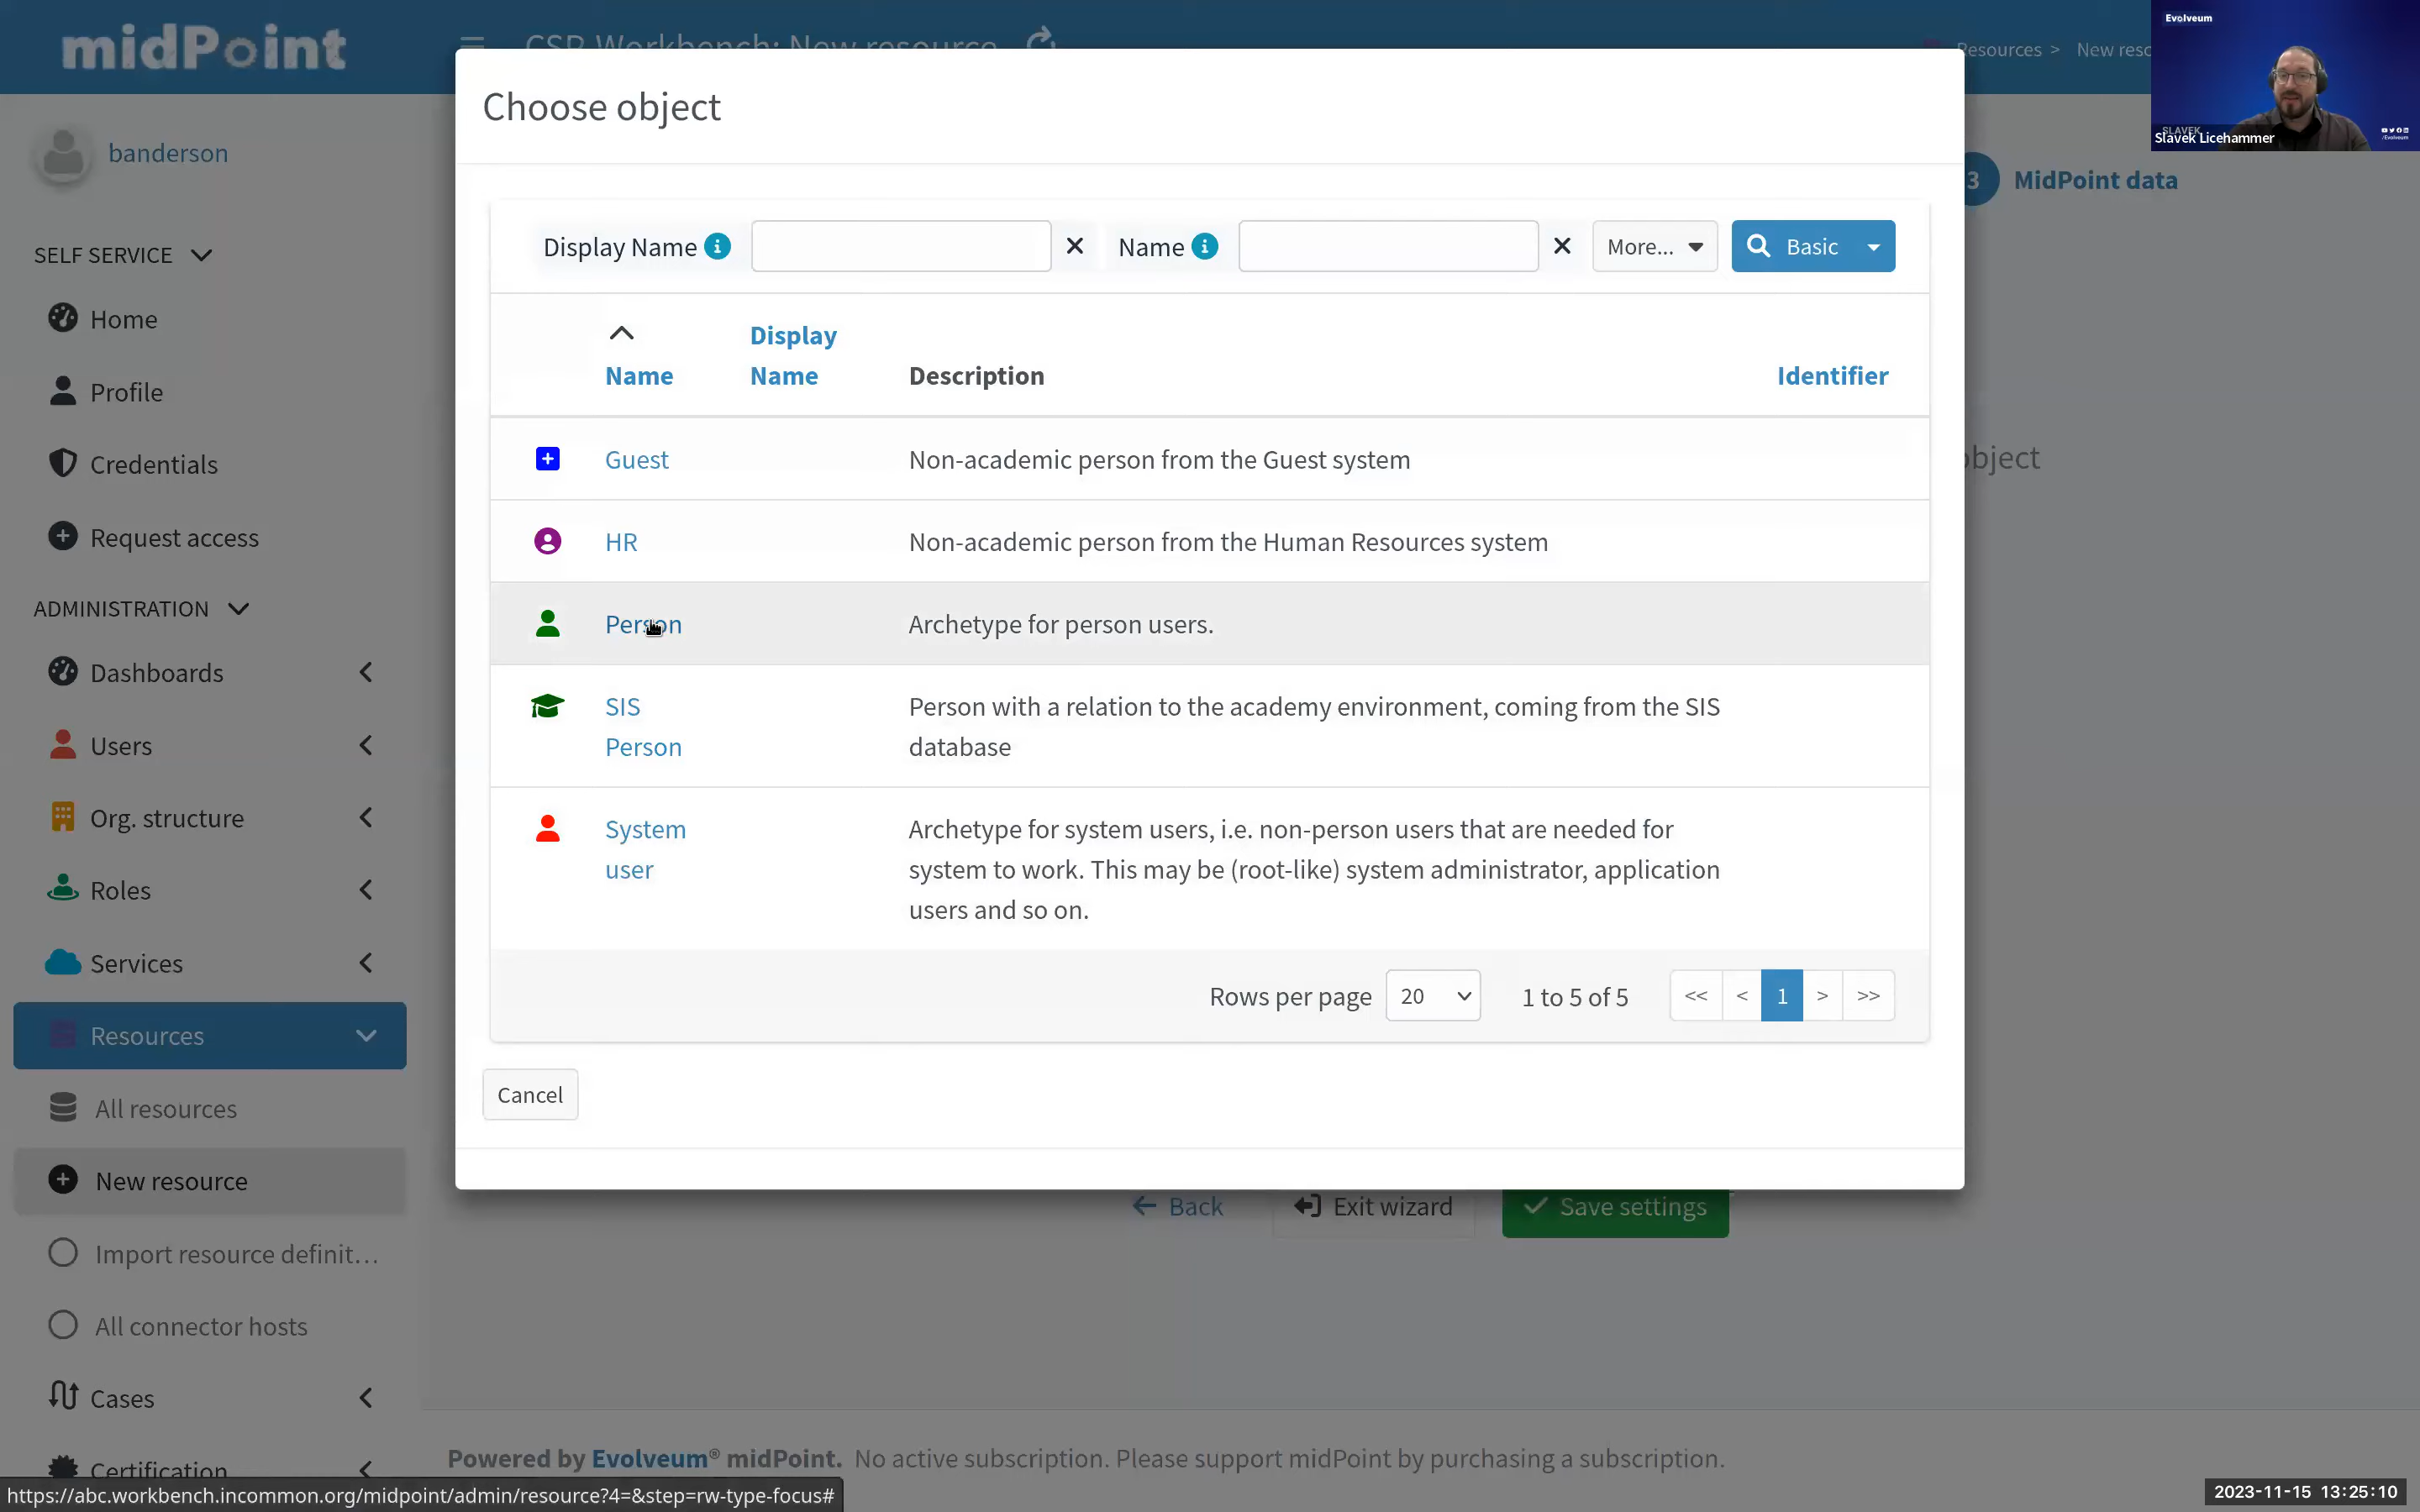 midPoint
CSP Workbench: New resource
Resources >
New reso
Evolveum
SLAVEK
Slavek Licehammer
/Evolveum
banderson
SELF SERVICE
Home
Profile
Credentials
Request access
ADMINISTRATION
Dashboards
Users
Org. structure
Roles
Services
Resources
All resources
New resource
Import resource definit...
All connector hosts
Cases
Certification
Choose object
Display Name
Name
More...
Basic
Name
Display
Name
Description
Identifier
Guest
Non-academic person from the Guest system
HR
Non-academic person from the Human Resources system
Person
Archetype for person users.
SIS
Person
Person with a relation to the academy environment, coming from the SIS
database
System
user
Archetype for system users, i.e. non-person users that are needed for
system to work. This may be (root-like) system administrator, application
users and so on.
Rows per page
20
1 to 5 of 5
<< < 1 > >>
Cancel
3 MidPoint data
object
Back
Exit wizard
Save settings
Powered by Evolveum® midPoint. No active subscription. Please support midPoint by purchasing a subscription.
https://abc.workbench.incommon.org/midpoint/admin/resource?4=&step=rw-type-focus#
2023-11-15 13:25:10